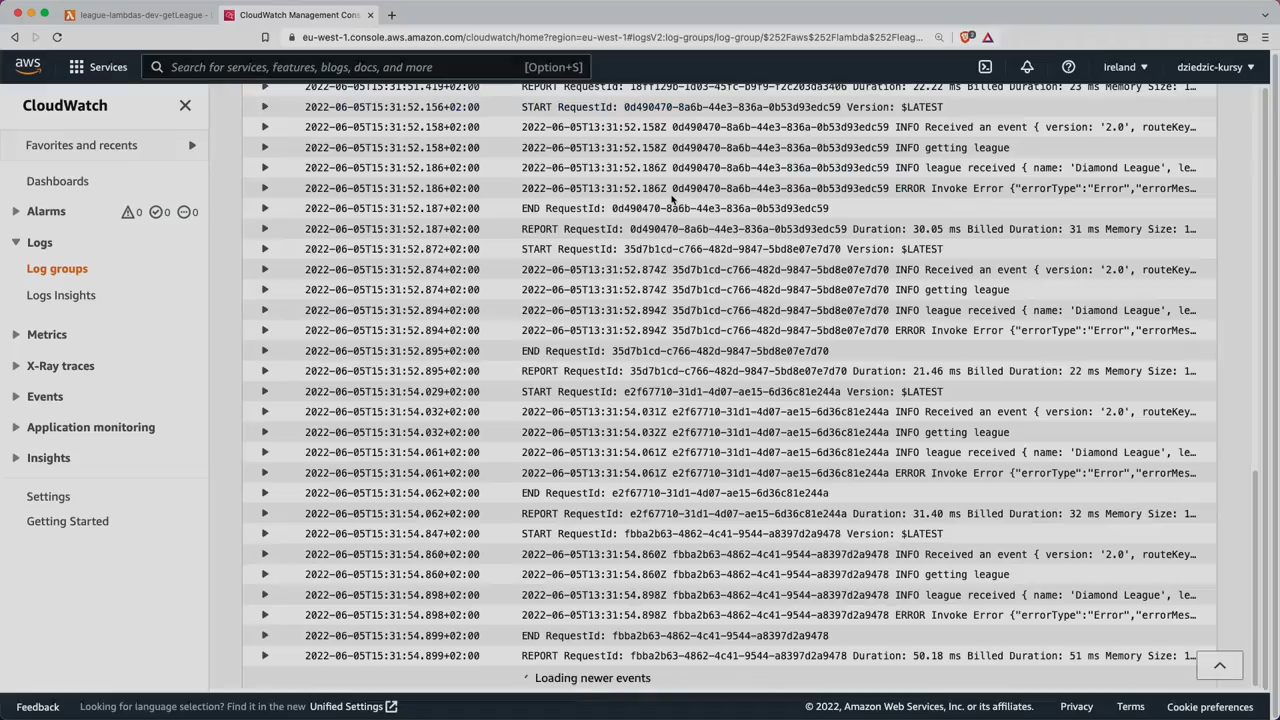 league-lambdas-dev-getLeague -
CloudWatch Management Cons
eu-west-1.console.aws.amazon.com/cloudwatch/home?region=eu-west-1#logsV2:log-groups/log-group/$252Faws$252Flambda$252Fleag...
aws Services Search for services, features, blogs, docs, and more [Option+S] Ireland dziedzic-kursy
CloudWatch
Favorites and recents
Dashboards
Alarms 0 0 0
Logs
Log groups
Logs Insights
Metrics
X-Ray traces
Events
Application monitoring
Insights
Settings
Getting Started
2022-06-05T15:31:51.419+02:00 REPORT RequestId: 18ff129b-1d03-45fc-b9f9-f2c203da3406 Duration: 22.22 ms Billed Duration: 23 ms Memory Size: 1…
2022-06-05T15:31:52.156+02:00 START RequestId: 0d490470-8a6b-44e3-836a-0b53d93edc59 Version: $LATEST
2022-06-05T15:31:52.158+02:00 2022-06-05T13:31:52.158Z 0d490470-8a6b-44e3-836a-0b53d93edc59 INFO Received an event { version: '2.0', routeKey…
2022-06-05T15:31:52.158+02:00 2022-06-05T13:31:52.158Z 0d490470-8a6b-44e3-836a-0b53d93edc59 INFO getting league
2022-06-05T15:31:52.186+02:00 2022-06-05T13:31:52.186Z 0d490470-8a6b-44e3-836a-0b53d93edc59 INFO league received { name: 'Diamond League', le…
2022-06-05T15:31:52.186+02:00 2022-06-05T13:31:52.186Z 0d490470-8a6b-44e3-836a-0b53d93edc59 ERROR Invoke Error {"errorType":"Error","errorMes…
2022-06-05T15:31:52.187+02:00 END RequestId: 0d490470-8a6b-44e3-836a-0b53d93edc59
2022-06-05T15:31:52.187+02:00 REPORT RequestId: 0d490470-8a6b-44e3-836a-0b53d93edc59 Duration: 30.05 ms Billed Duration: 31 ms Memory Size: 1…
2022-06-05T15:31:52.872+02:00 START RequestId: 35d7b1cd-c766-482d-9847-5bd8e07e7d70 Version: $LATEST
2022-06-05T15:31:52.874+02:00 2022-06-05T13:31:52.874Z 35d7b1cd-c766-482d-9847-5bd8e07e7d70 INFO Received an event { version: '2.0', routeKey…
2022-06-05T15:31:52.874+02:00 2022-06-05T13:31:52.874Z 35d7b1cd-c766-482d-9847-5bd8e07e7d70 INFO getting league
2022-06-05T15:31:52.894+02:00 2022-06-05T13:31:52.894Z 35d7b1cd-c766-482d-9847-5bd8e07e7d70 INFO league received { name: 'Diamond League', le…
2022-06-05T15:31:52.894+02:00 2022-06-05T13:31:52.894Z 35d7b1cd-c766-482d-9847-5bd8e07e7d70 ERROR Invoke Error {"errorType":"Error","errorMes…
2022-06-05T15:31:52.895+02:00 END RequestId: 35d7b1cd-c766-482d-9847-5bd8e07e7d70
2022-06-05T15:31:52.895+02:00 REPORT RequestId: 35d7b1cd-c766-482d-9847-5bd8e07e7d70 Duration: 21.46 ms Billed Duration: 22 ms Memory Size: 1…
2022-06-05T15:31:54.029+02:00 START RequestId: e2f67710-31d1-4d07-ae15-6d36c81e244a Version: $LATEST
2022-06-05T15:31:54.032+02:00 2022-06-05T13:31:54.031Z e2f67710-31d1-4d07-ae15-6d36c81e244a INFO Received an event { version: '2.0', routeKey…
2022-06-05T15:31:54.032+02:00 2022-06-05T13:31:54.032Z e2f67710-31d1-4d07-ae15-6d36c81e244a INFO getting league
2022-06-05T15:31:54.061+02:00 2022-06-05T13:31:54.061Z e2f67710-31d1-4d07-ae15-6d36c81e244a INFO league received { name: 'Diamond League', le…
2022-06-05T15:31:54.061+02:00 2022-06-05T13:31:54.061Z e2f67710-31d1-4d07-ae15-6d36c81e244a ERROR Invoke Error {"errorType":"Error","errorMes…
2022-06-05T15:31:54.062+02:00 END RequestId: e2f67710-31d1-4d07-ae15-6d36c81e244a
2022-06-05T15:31:54.062+02:00 REPORT RequestId: e2f67710-31d1-4d07-ae15-6d36c81e244a Duration: 31.40 ms Billed Duration: 32 ms Memory Size: 1…
2022-06-05T15:31:54.847+02:00 START RequestId: fbba2b63-4862-4c41-9544-a8397d2a9478 Version: $LATEST
2022-06-05T15:31:54.860+02:00 2022-06-05T13:31:54.860Z fbba2b63-4862-4c41-9544-a8397d2a9478 INFO Received an event { version: '2.0', routeKey…
2022-06-05T15:31:54.860+02:00 2022-06-05T13:31:54.860Z fbba2b63-4862-4c41-9544-a8397d2a9478 INFO getting league
2022-06-05T15:31:54.898+02:00 2022-06-05T13:31:54.898Z fbba2b63-4862-4c41-9544-a8397d2a9478 INFO league received { name: 'Diamond League', le…
2022-06-05T15:31:54.898+02:00 2022-06-05T13:31:54.898Z fbba2b63-4862-4c41-9544-a8397d2a9478 ERROR Invoke Error {"errorType":"Error","errorMes…
2022-06-05T15:31:54.899+02:00 END RequestId: fbba2b63-4862-4c41-9544-a8397d2a9478
2022-06-05T15:31:54.899+02:00 REPORT RequestId: fbba2b63-4862-4c41-9544-a8397d2a9478 Duration: 50.18 ms Billed Duration: 51 ms Memory Size: 1…
Loading newer events
Feedback Looking for language selection? Find it in the new Unified Settings © 2022, Amazon Web Services, Inc. or its affiliates. Privacy Terms Cookie preferences